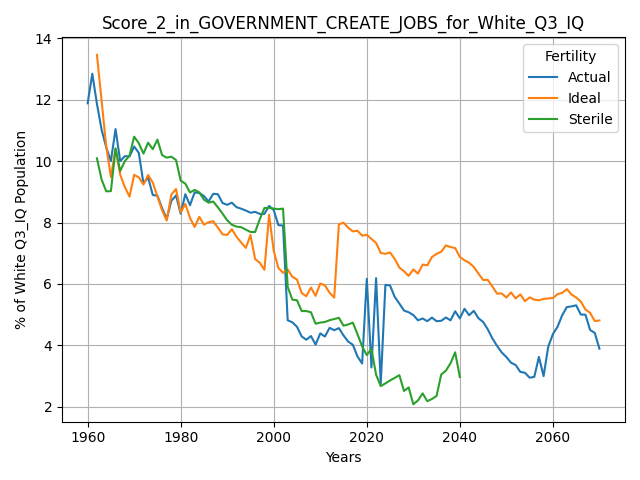 Score_2_in_GOVERNMENT_CREATE_JOBS_for_White_Q3_IQ
14
12
10
8
6
4
2
% of White Q3_IQ Population
Fertility
Actual
Ideal
Sterile
1960
1980
2000
2020
2040
2060
Years